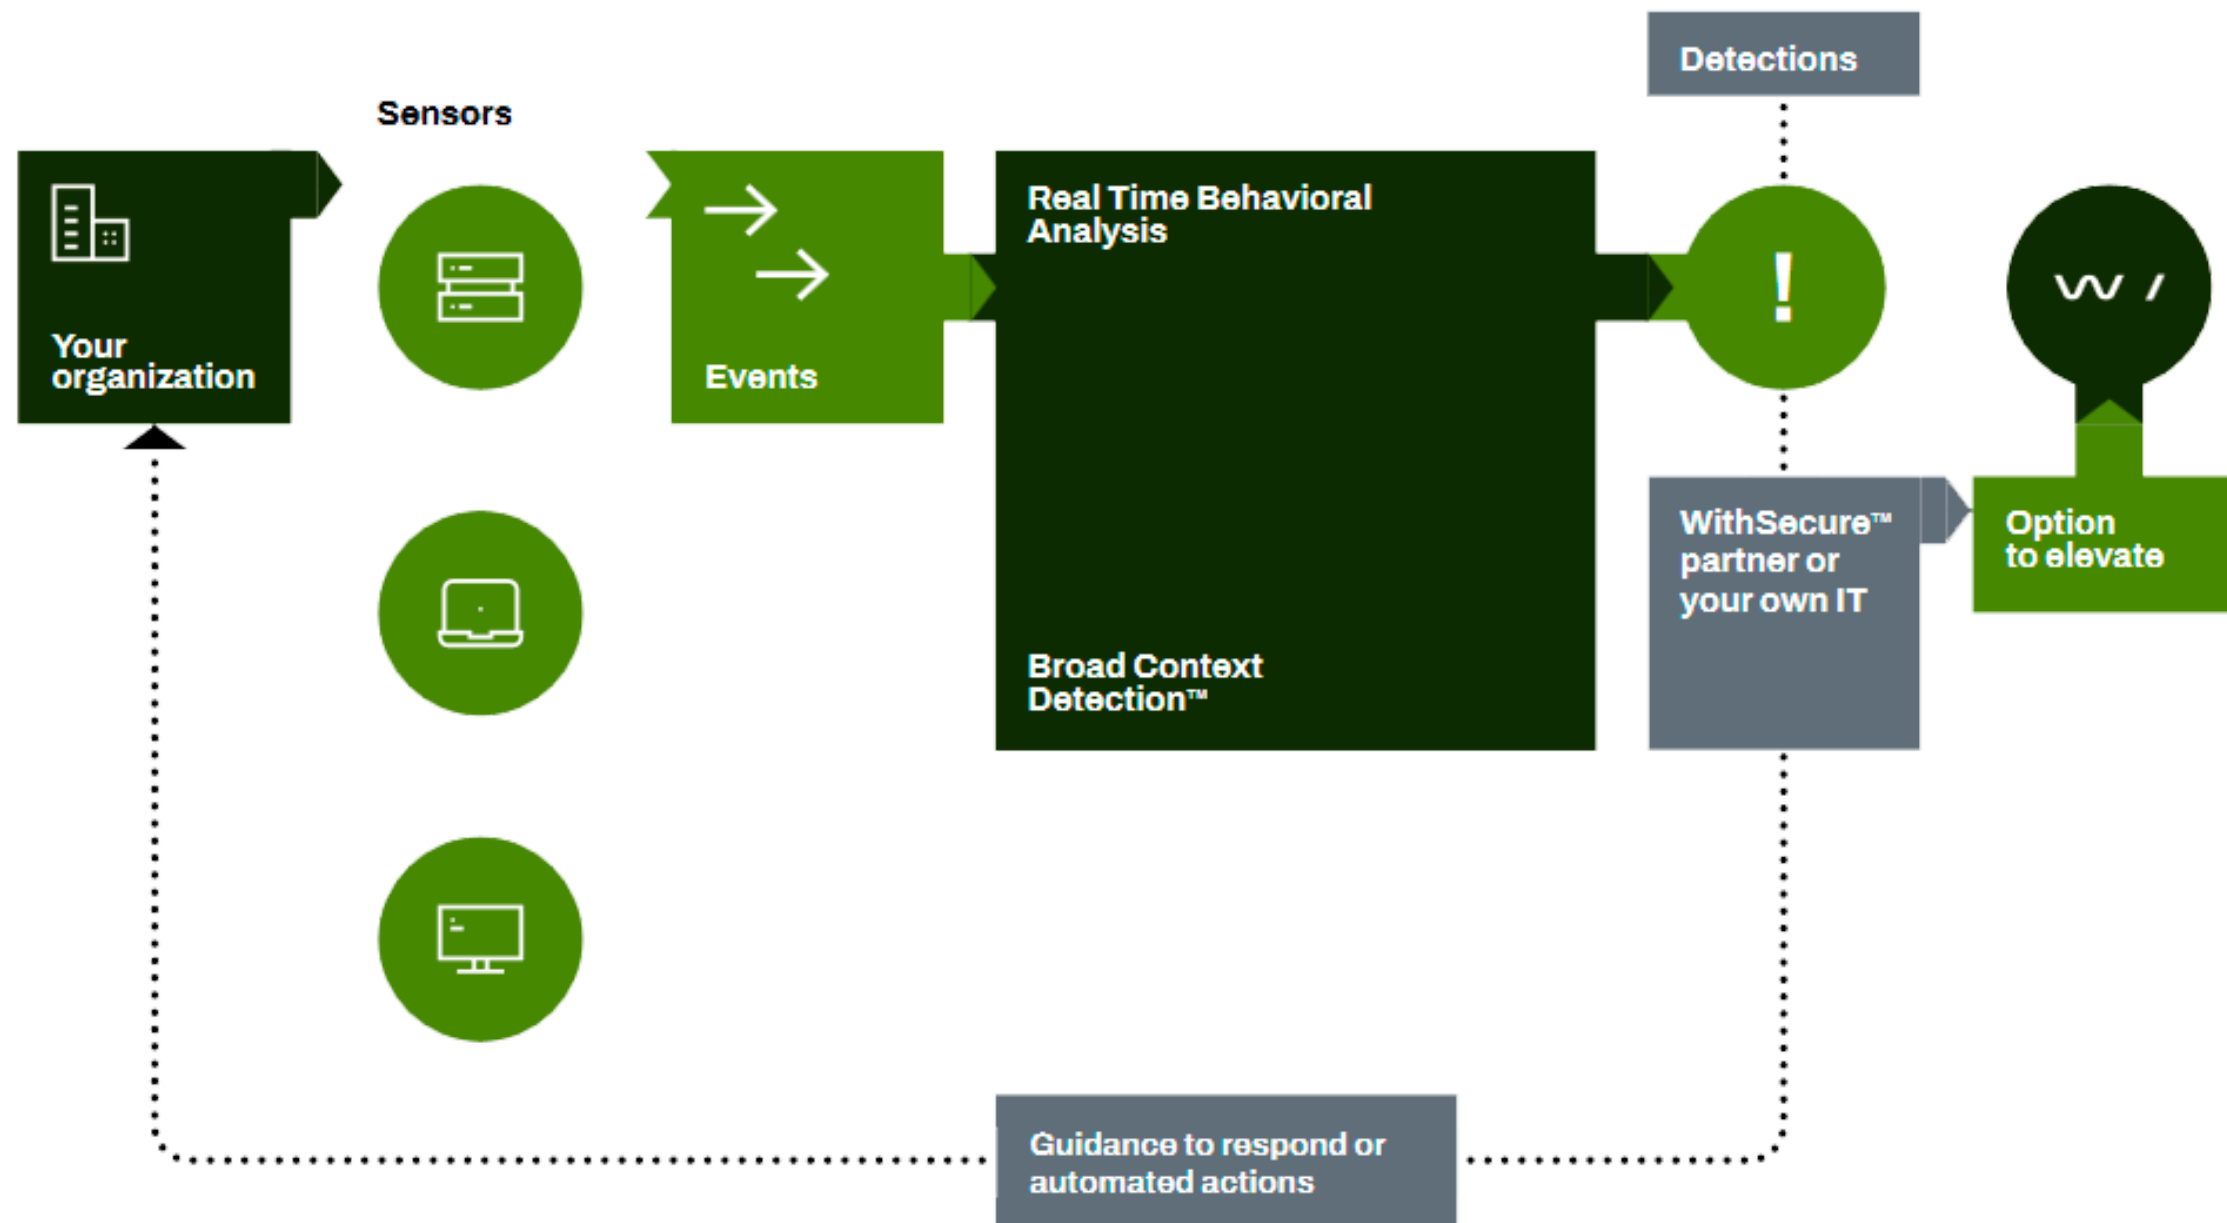 Detections
Sensors
Your
organization
Events
Real Time Behavioral
Analysis
Broad Context
Detection™
!
WithSecure™
partner or
your own IT
Option
to elevate
Guidance to respond or
automated actions